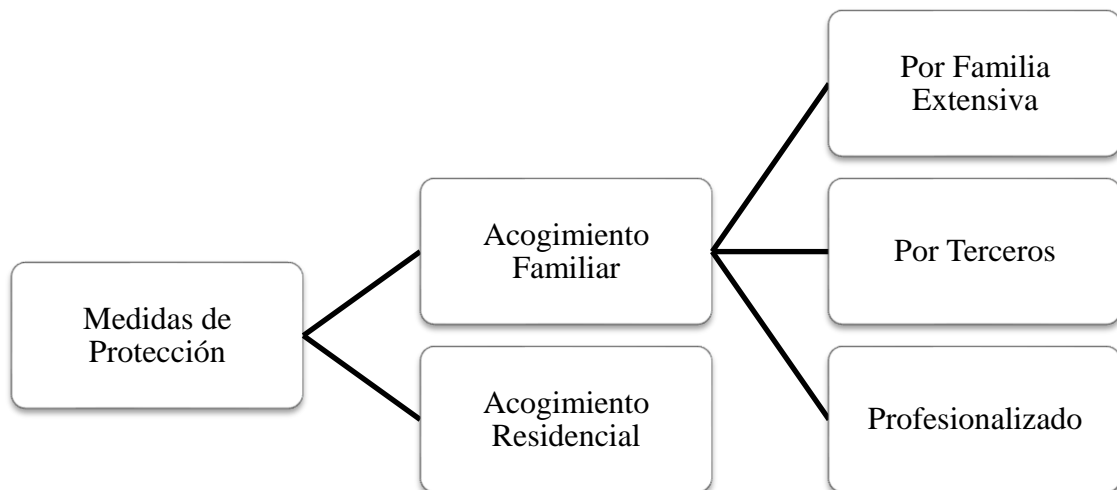 Medidas de
Protección
Acogimiento
Familiar
Acogimiento
Residencial
Por Familia
Extensiva
Por Terceros
Profesionalizado